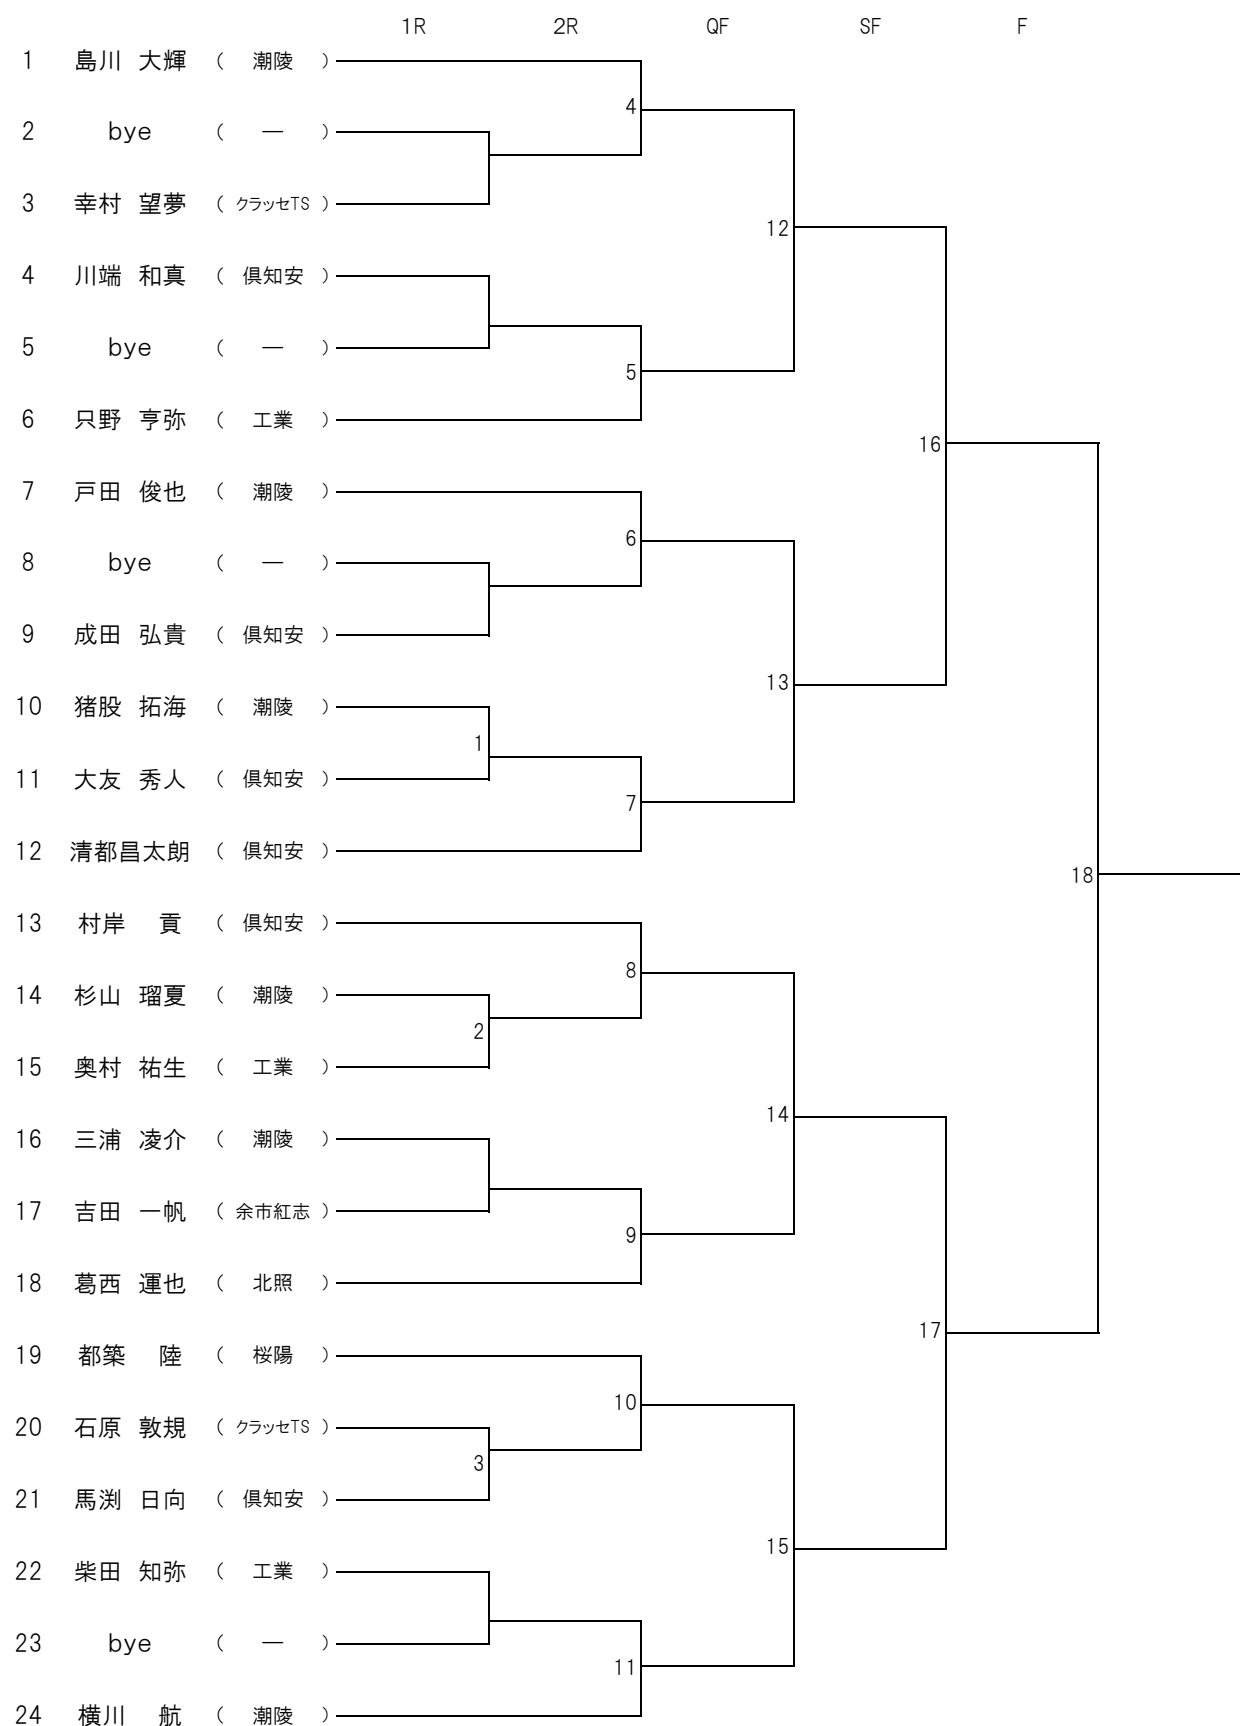 1R 2R QF SF F
1 島川 大輝 ( 潮陵 )
4
2 bye ( ― )
3 幸村 望夢 ( クラッセTS )
12
4 川端 和真 ( 倶知安 )
5 bye ( ― )
5
6 只野 亨弥 ( 工業 )
16
7 戸田 俊也 ( 潮陵 )
6
8 bye ( ― )
9 成田 弘貴 ( 倶知安 )
13
10 猪股 拓海 ( 潮陵 )
1
11 大友 秀人 ( 倶知安 )
7
12 清都昌太朗 ( 倶知安 )
18
13 村岸 貢 ( 倶知安 )
8
14 杉山 瑠夏 ( 潮陵 )
2
15 奥村 祐生 ( 工業 )
14
16 三浦 凌介 ( 潮陵 )
17 吉田 一帆 ( 余市紅志 )
9
18 葛西 運也 ( 北照 )
17
19 都築 陸 ( 桜陽 )
10
20 石原 敦規 ( クラッセTS )
3
21 馬渕 日向 ( 倶知安 )
15
22 柴田 知弥 ( 工業 )
23 bye ( ― )
11
24 横川 航 ( 潮陵 )